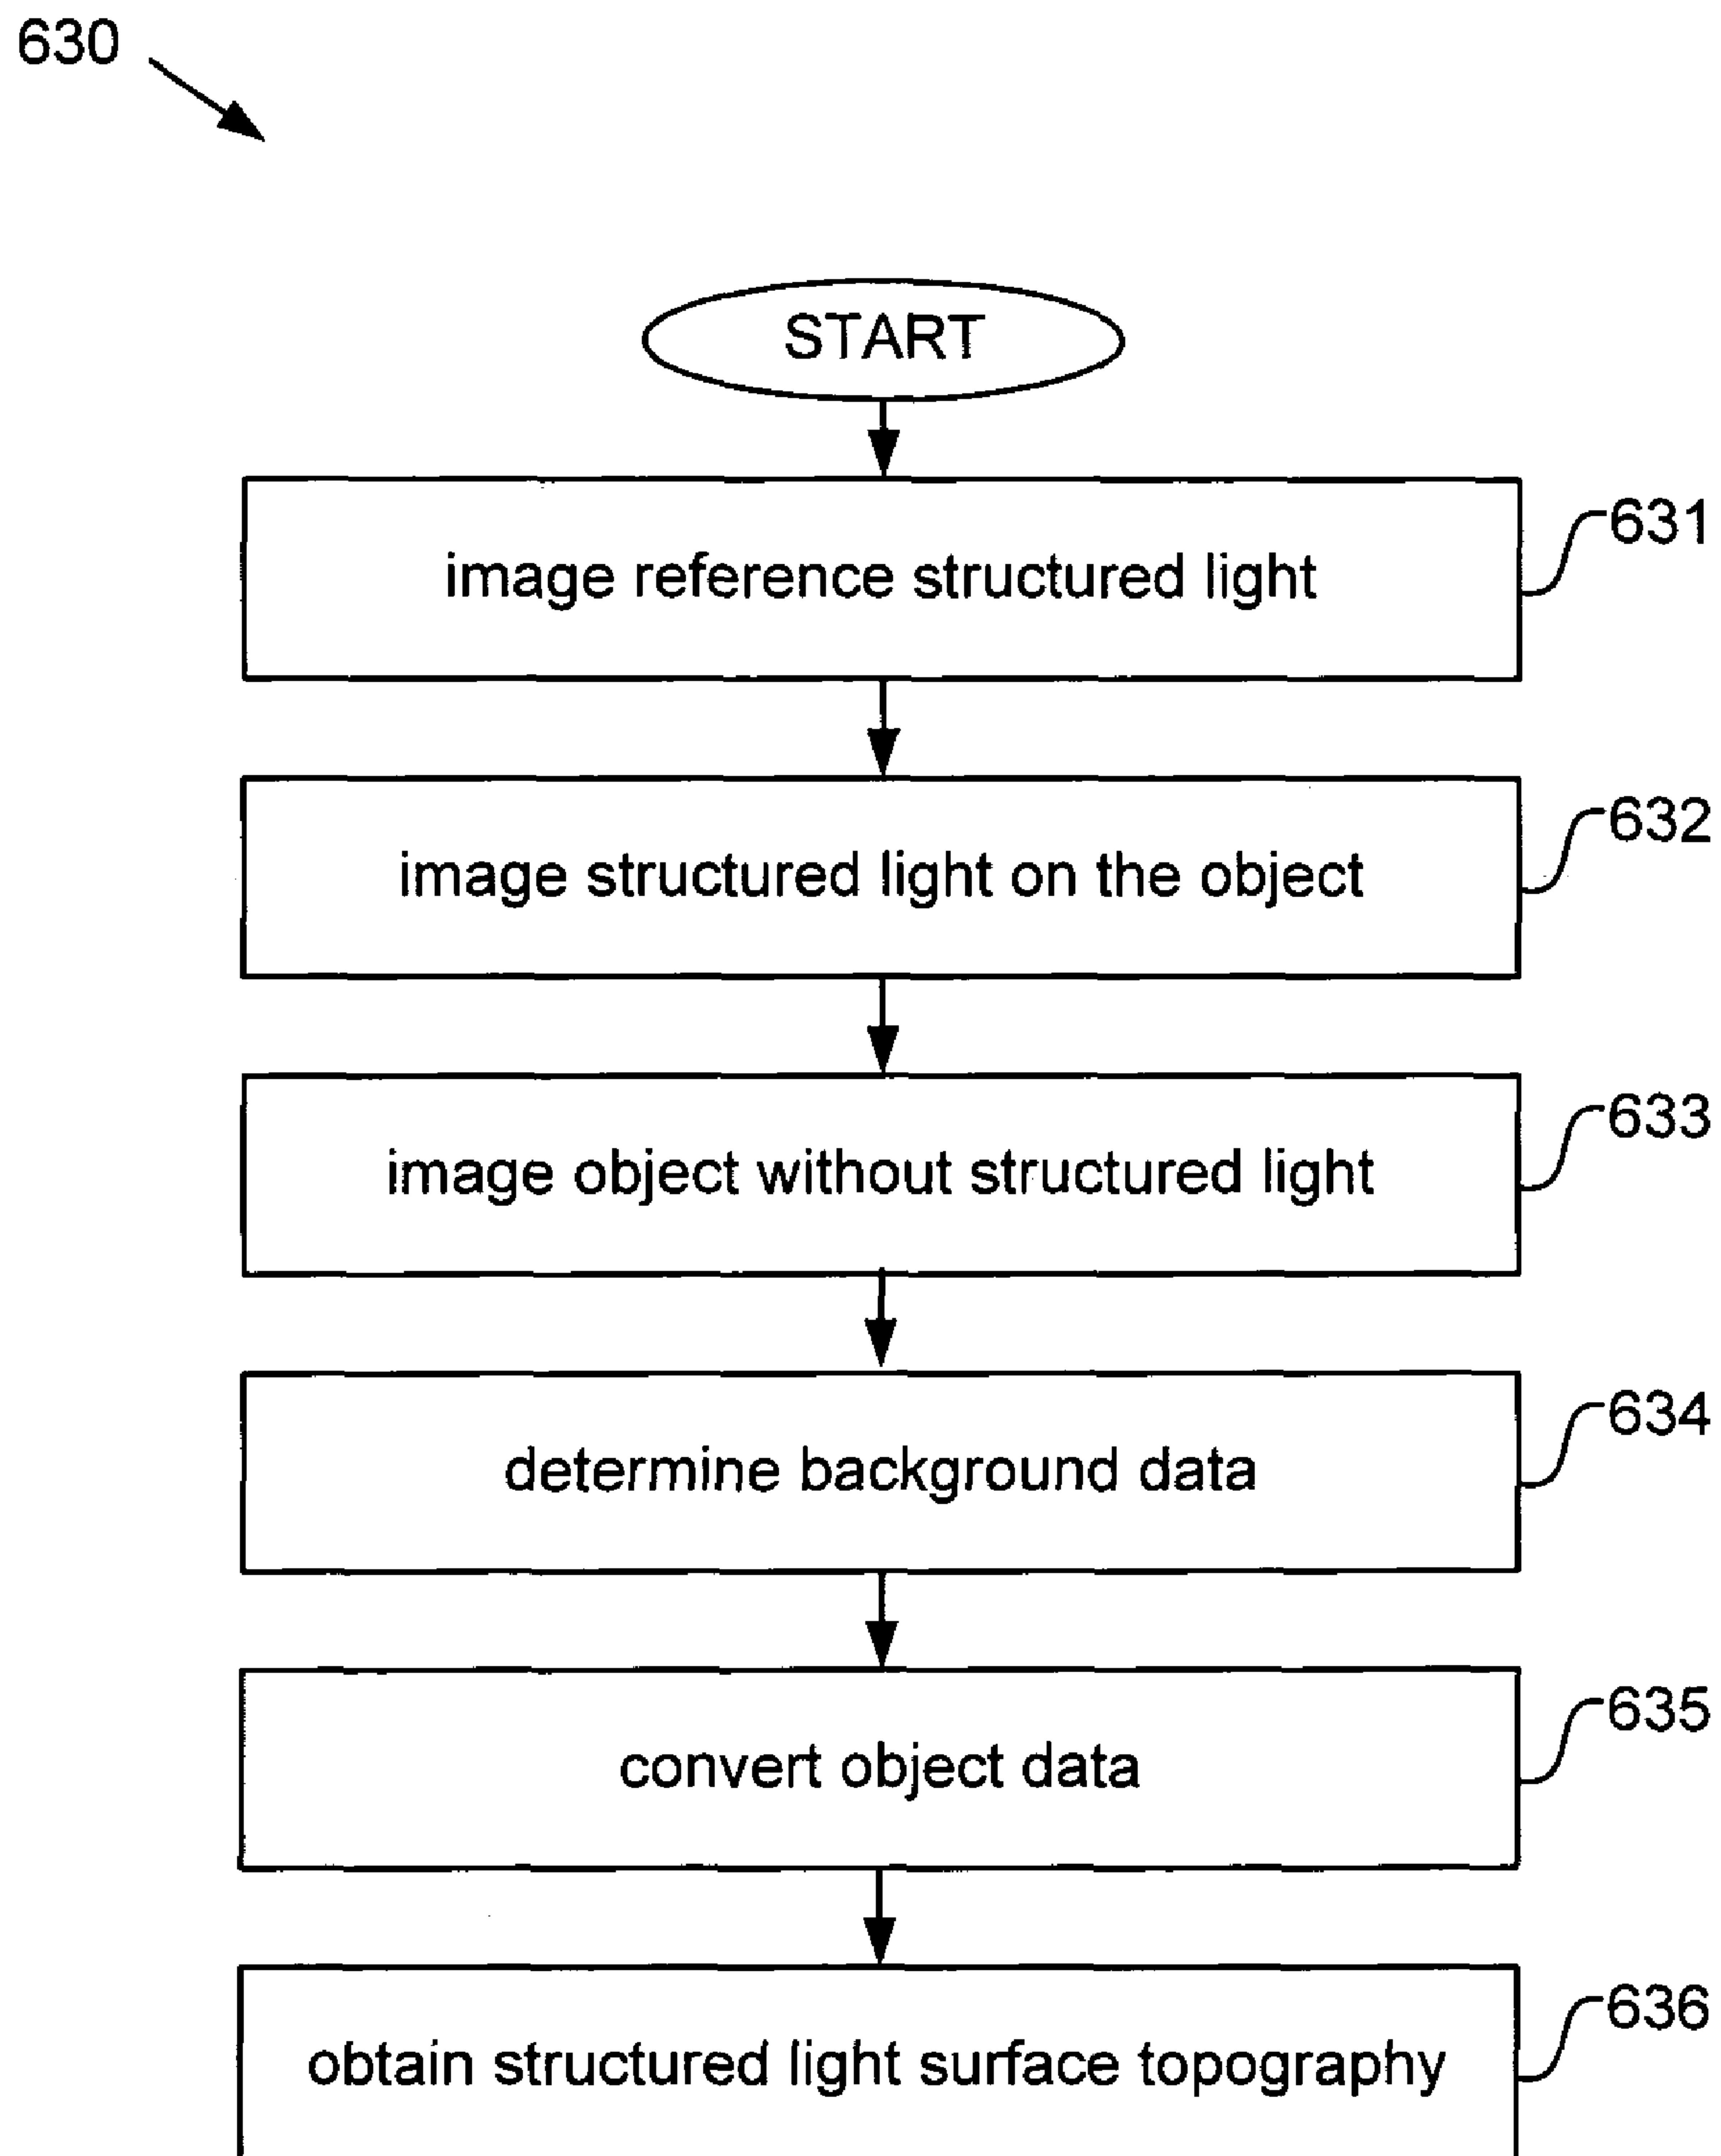 630
START
image reference structured light
631
image structured light on the object
632
image object without structured light
633
determine background data
634
convert object data
635
obtain structured light surface topography
636